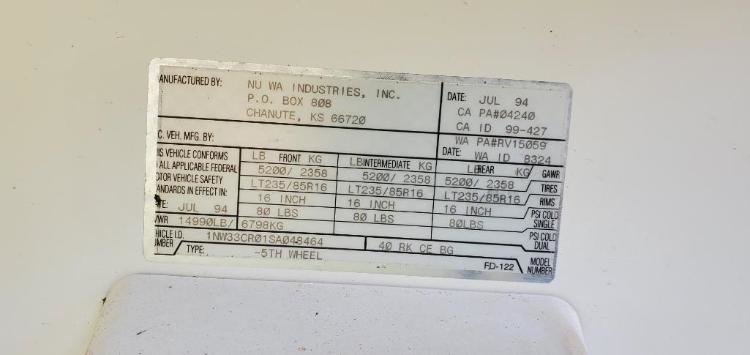 ANUFACTURED BY: NU WA INDUSTRIES, INC.
P.O. BOX 808
CHANUTE, KS 66720
DATE: JUL 94
CA PA#04240
CA ID 99-427
C. VEH. MFG. BY:
WA PA#RV15059
DATE: WA ID 8324
IS VEHICLE CONFORMS
ALL APPLICABLE FEDERAL
OTOR VEHICLE SAFETY
ANDARDS IN EFFECT IN:
TE: JUL 94
VWR 14990LB/ 6798KG
LB FRONT KG LB INTERMEDIATE KG LB REAR KG GAWR
5200/ 2358 5200/ 2358 5200/ 2358
LT235/85R16 LT235/85R16 LT235/85R16 TIRES
16 INCH 16 INCH 16 INCH RIMS
80 LBS 80 LBS 80LBS PSI COLD SINGLE
PSI COLD DUAL
HICLE I.D.
UMBER 1NW33CR01SA048464 40 RK CE BG MODEL NUMBER
TYPE: -5TH WHEEL FD-122